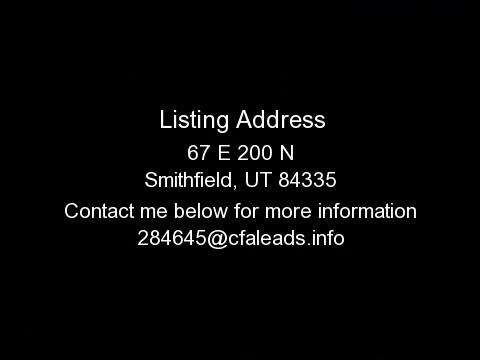 Listing Address
67 E 200 N
Smithfield, UT 84335
Contact me below for more information
284645@cfaleads.info